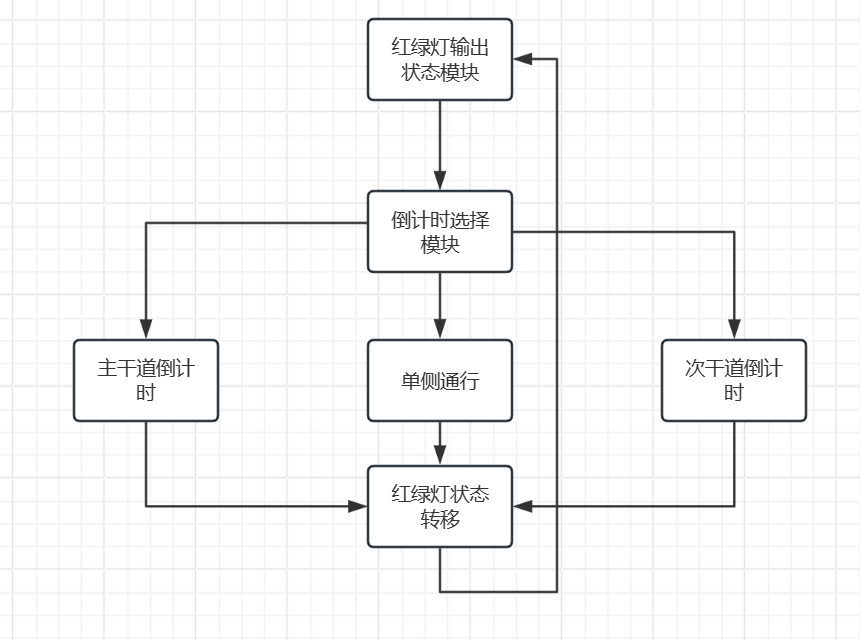 红绿灯输出
状态模块
倒计时选择
模块
主干道倒计
时
单侧通行
次干道倒计
时
红绿灯状态
转移